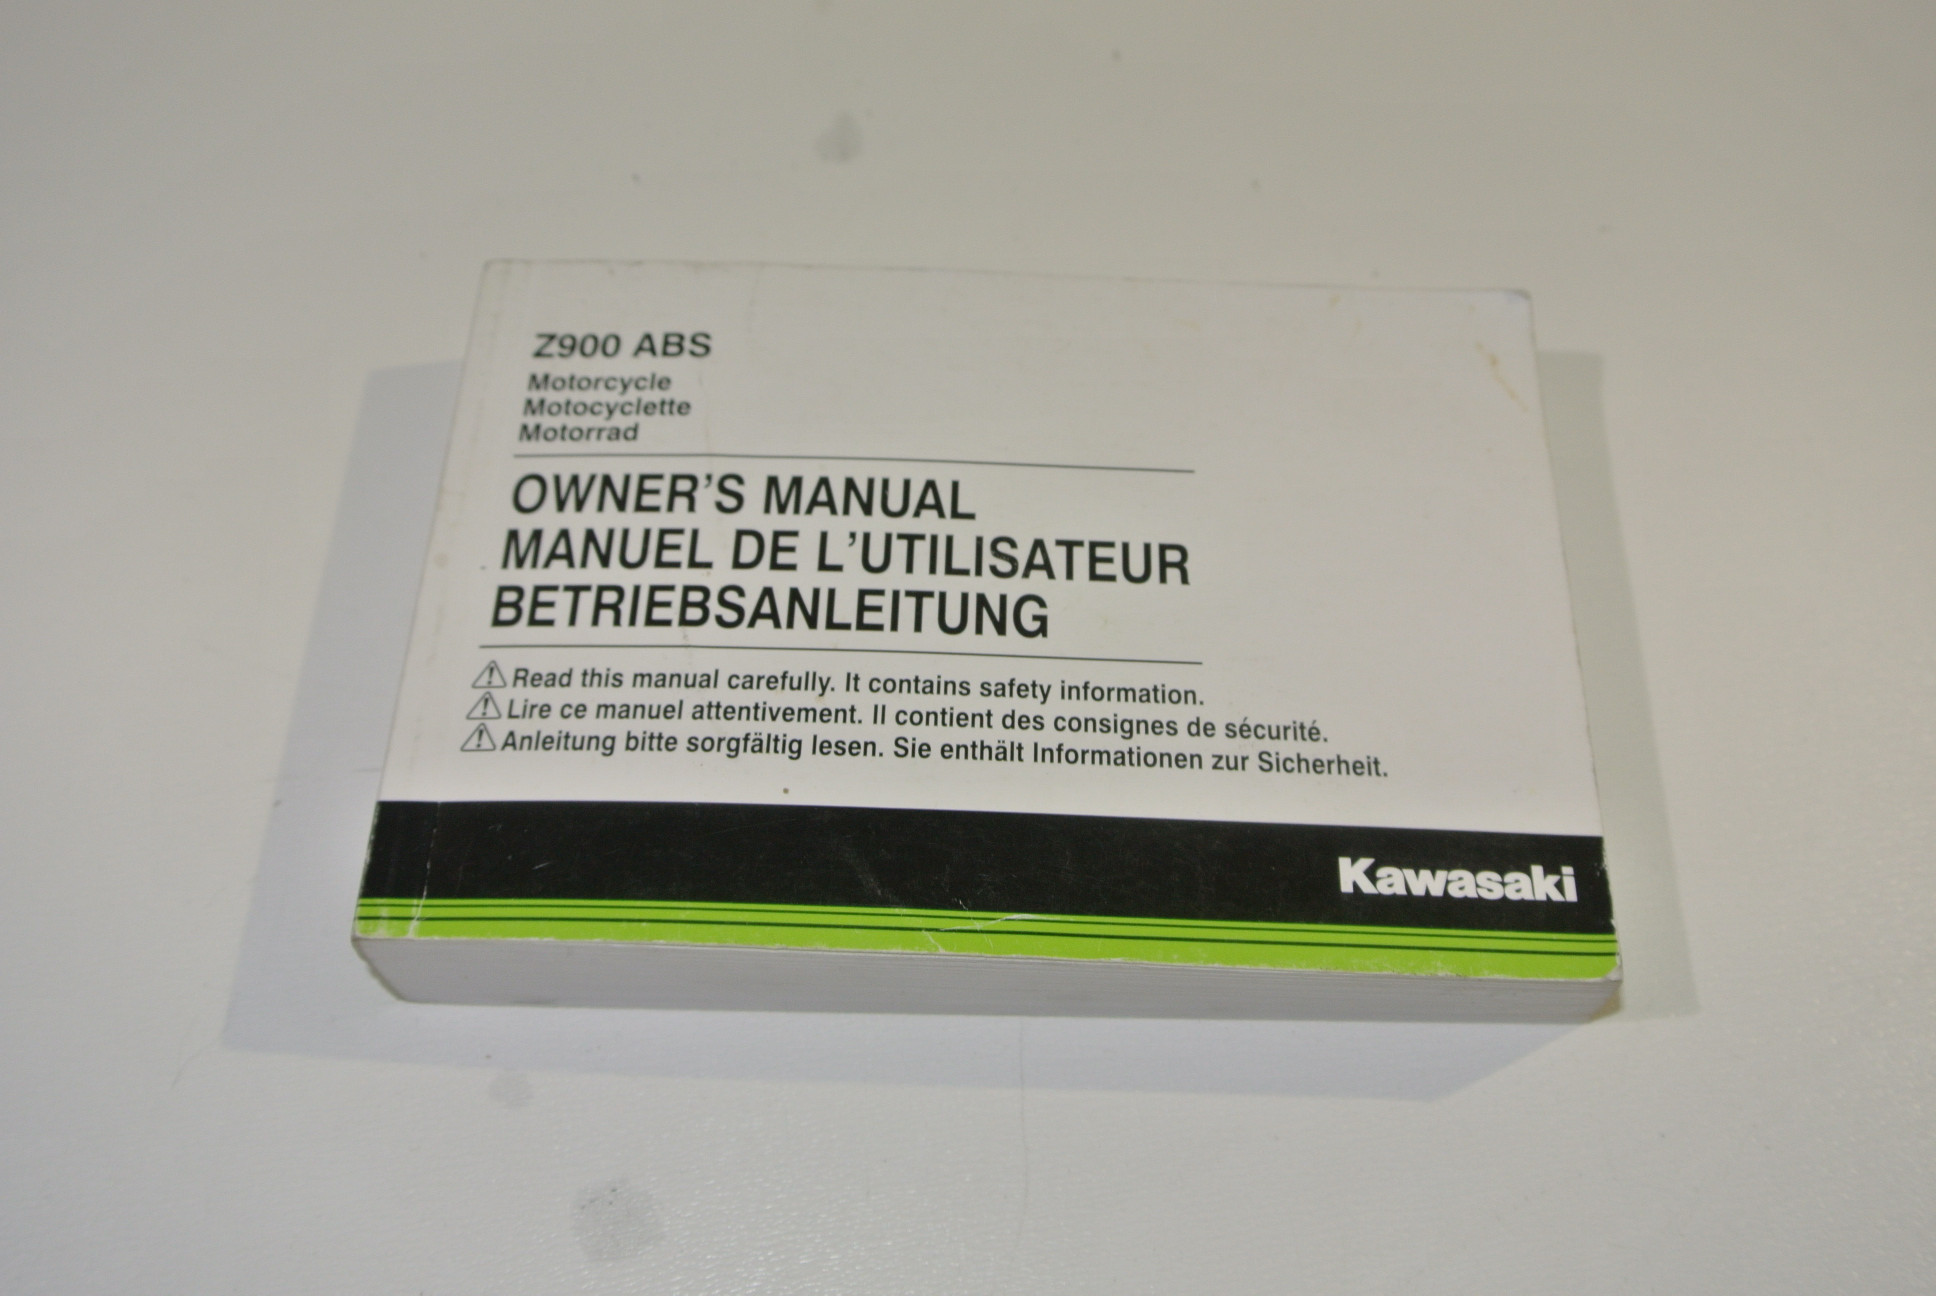 Z900 ABS
Motorcycle
Motocyclette
Motorrad
OWNER'S MANUAL
MANUEL DE L'UTILISATEUR
BETRIEBSANLEITUNG
⚠Read this manual carefully. It contains safety information.
⚠Lire ce manuel attentivement. Il contient des consignes de sécurité.
⚠Anleitung bitte sorgfältig lesen. Sie enthält Informationen zur Sicherheit.
Kawasaki